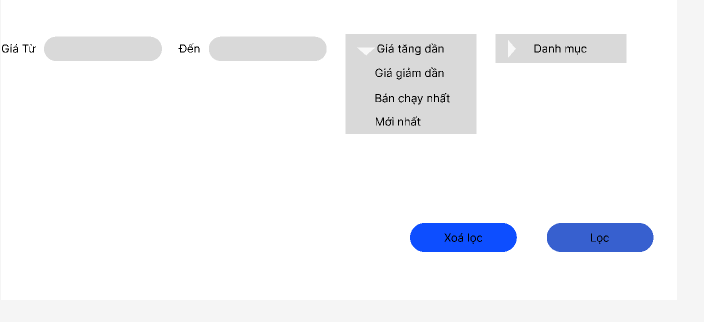 Giá Từ Đến Giá tăng dần Danh mục
Giá giảm dần
Bán chạy nhất
Mới nhất
Xoá lọc Lọc